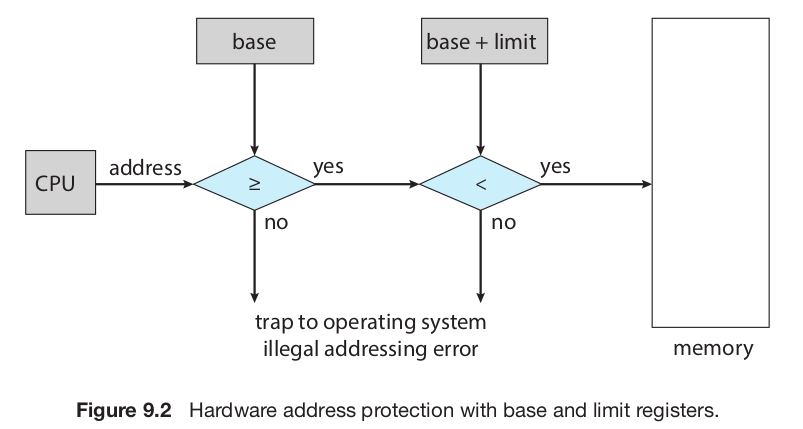 base
base + limit
CPU
address
≥
yes
<
yes
no
no
trap to operating system
illegal addressing error
memory
Figure 9.2 Hardware address protection with base and limit registers.